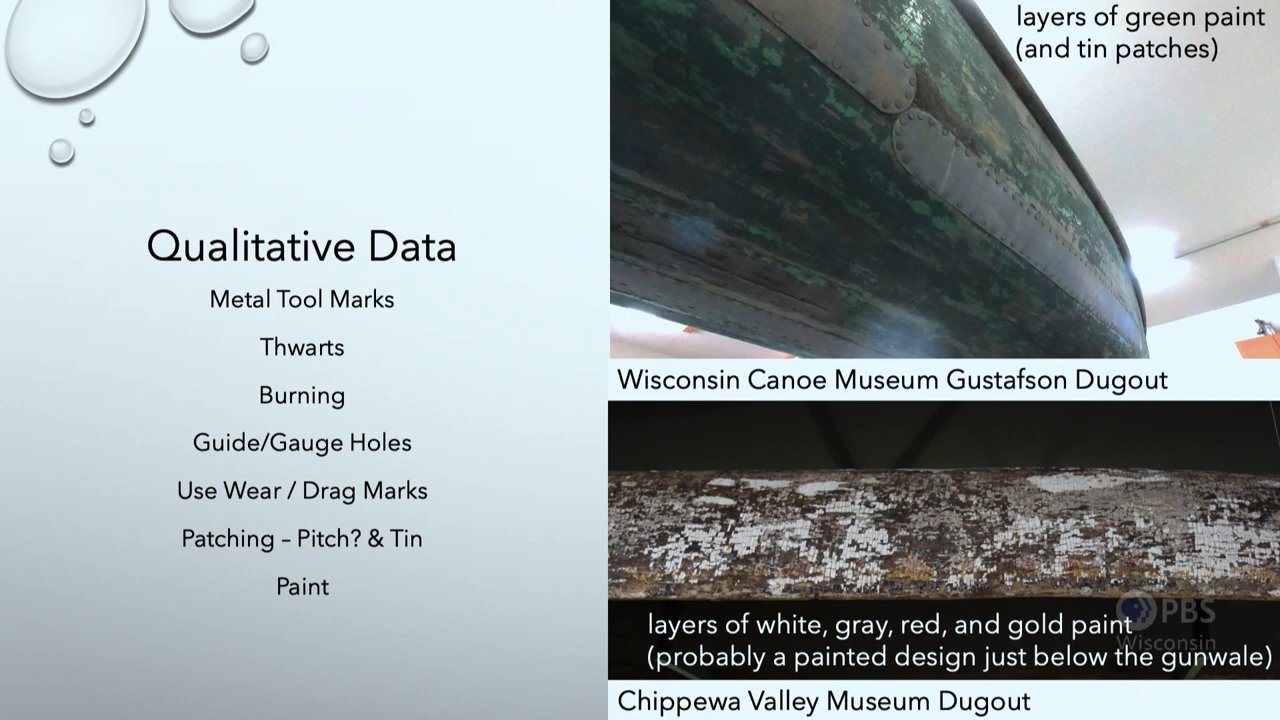 Qualitative Data
Metal Tool Marks
Thwarts
Burning
Guide/Gauge Holes
Use Wear / Drag Marks
Patching – Pitch? & Tin
Paint
layers of green paint
(and tin patches)
Wisconsin Canoe Museum Gustafson Dugout
layers of white, gray, red, and gold paint
(probably a painted design just below the gunwale)
PBS
Wisconsin
Chippewa Valley Museum Dugout